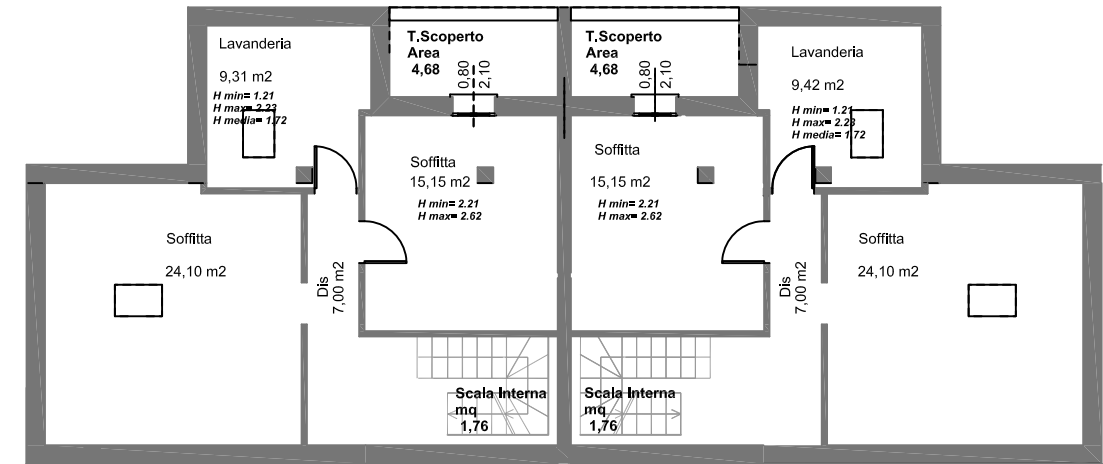 Lavanderia
9,31 m2
H min= 1.21
H max= 2.23
H media= 1.72
T.Scoperto
Area
4,68
0,80
2,10
T.Scoperto
Area
4,68
0,80
2,10
Lavanderia
9,42 m2
H min= 1.21
H max= 2.23
H media= 1.72
Soffitta
15,15 m2
H min= 2.21
H max= 2.62
Soffitta
15,15 m2
H min= 2.21
H max= 2.62
Soffitta
24,10 m2
Dis
7,00 m2
Dis
7,00 m2
Soffitta
24,10 m2
Scala Interna
mq
1,76
Scala Interna
mq
1,76